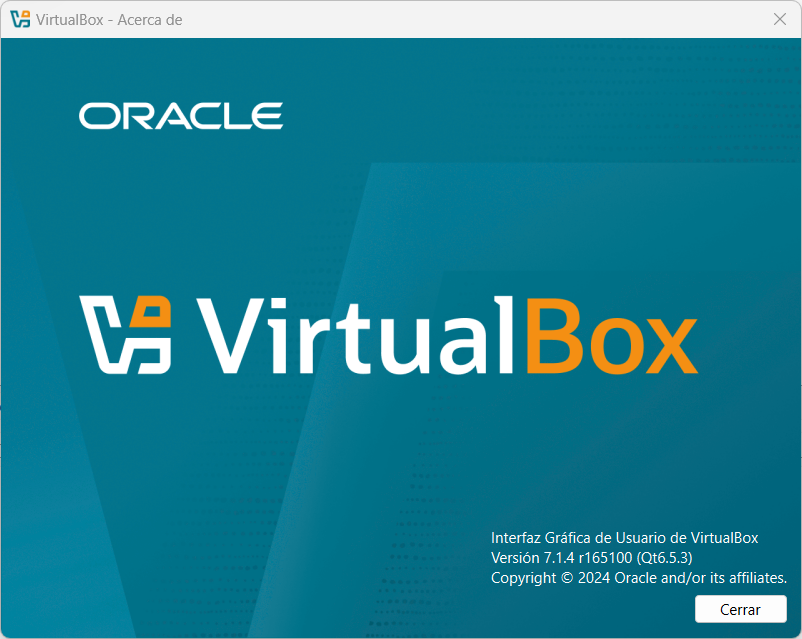 VirtualBox - Acerca de
ORACLE
VirtualBox
Interfaz Gráfica de Usuario de VirtualBox
Versión 7.1.4 r165100 (Qt6.5.3)
Copyright © 2024 Oracle and/or its affiliates.
Cerrar